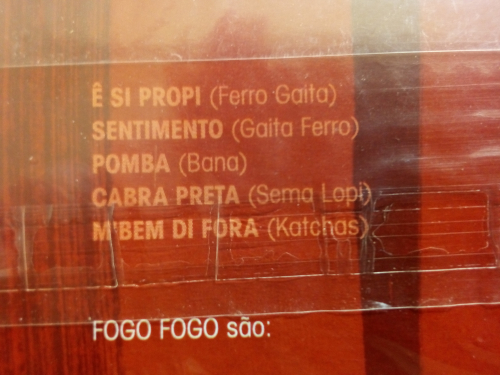 Ê SI PROPI (Ferro Gaita)
SENTIMENTO (Gaita Ferro)
POMBA (Bana)
CABRA PRETA (Sema Lopi)
M'BEM DI FORA (Katchas)
FOGO FOGO são: